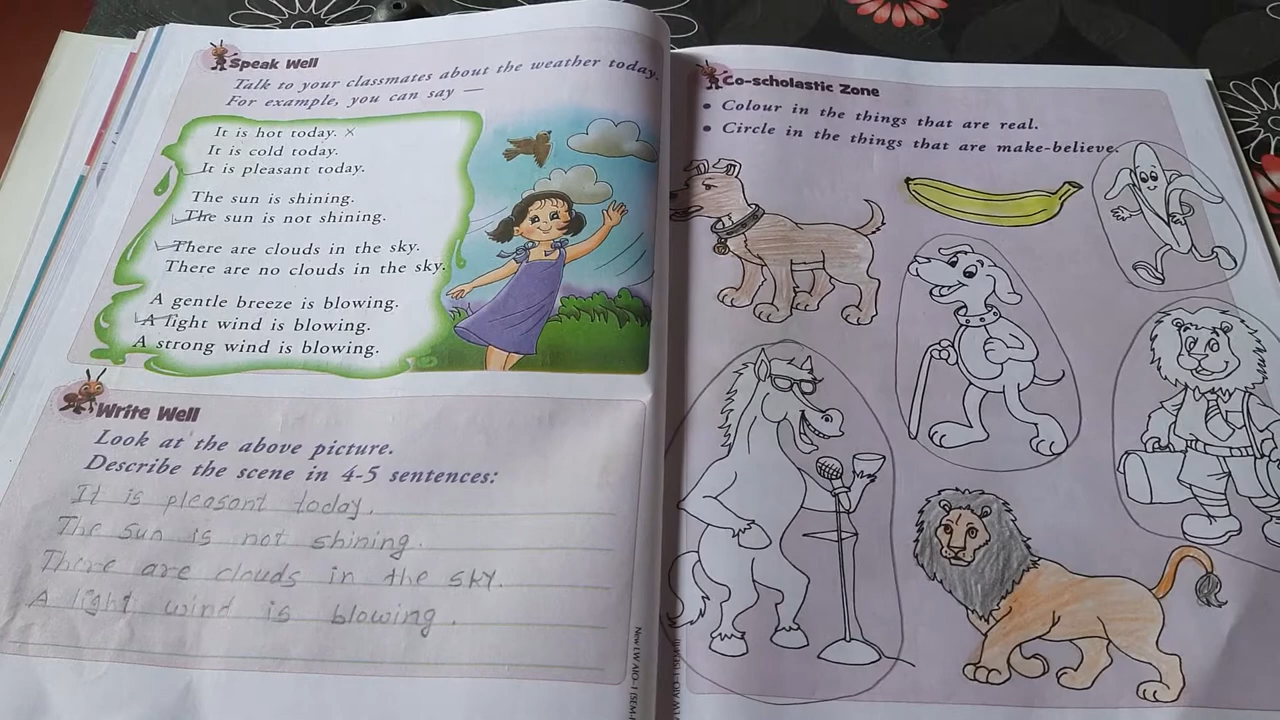 Speak Well
Talk to your classmates about the weather today.
For example, you can say —
It is hot today. ×
It is cold today.
It is pleasant today.
The sun is shining.
The sun is not shining.
There are clouds in the sky.
There are no clouds in the sky.
A gentle breeze is blowing.
A light wind is blowing.
A strong wind is blowing.
Write Well
Look at the above picture.
Describe the scene in 4-5 sentences:
It is pleasant today.
The sun is not shining.
There are clouds in the sky.
A light wind is blowing.
Co-scholastic Zone
• Colour in the things that are real.
• Circle in the things that are make-believe.